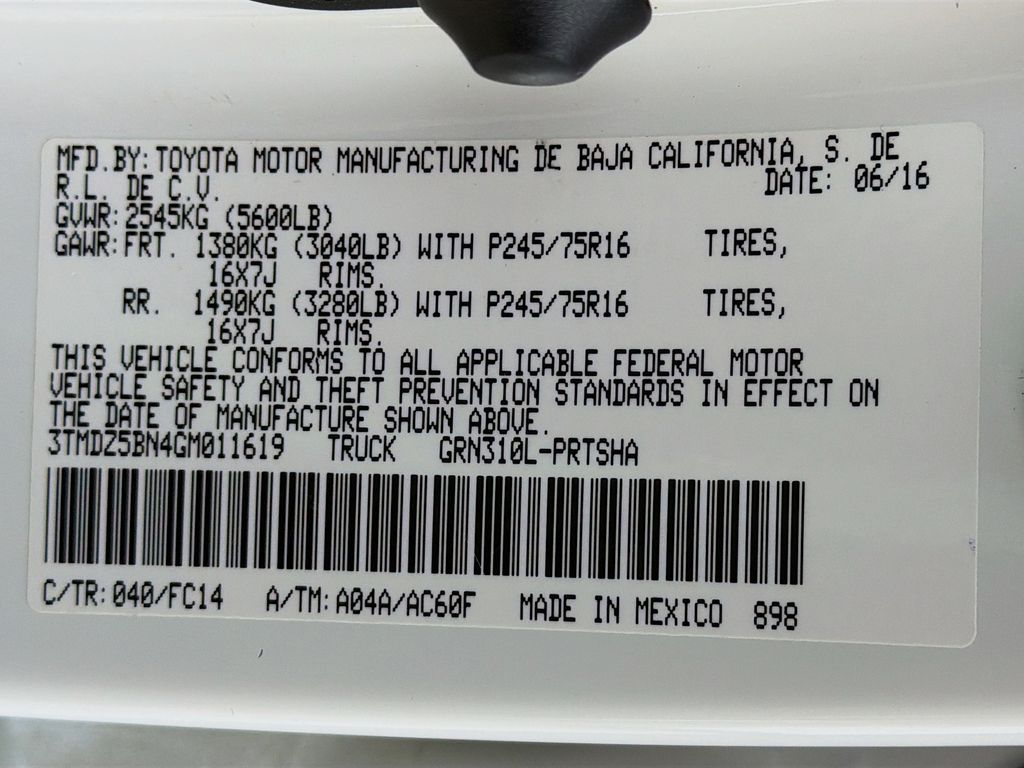 MFD.BY:TOYOTA MOTOR MANUFACTURING DE BAJA CALIFORNIA, S. DE
R.L. DE C.V. DATE: 06/16
GVWR:2545KG (5600LB)
GAWR:FRT. 1380KG (3040LB) WITH P245/75R16 TIRES,
16X7J RIMS.
RR. 1490KG (3280LB) WITH P245/75R16 TIRES,
16X7J RIMS.
THIS VEHICLE CONFORMS TO ALL APPLICABLE FEDERAL MOTOR
VEHICLE SAFETY AND THEFT PREVENTION STANDARDS IN EFFECT ON
THE DATE OF MANUFACTURE SHOWN ABOVE.
3TMDZ5BN4GM011619 TRUCK GRN310L-PRTSHA
C/TR:040/FC14 A/TM:A04A/AC60F MADE IN MEXICO 898